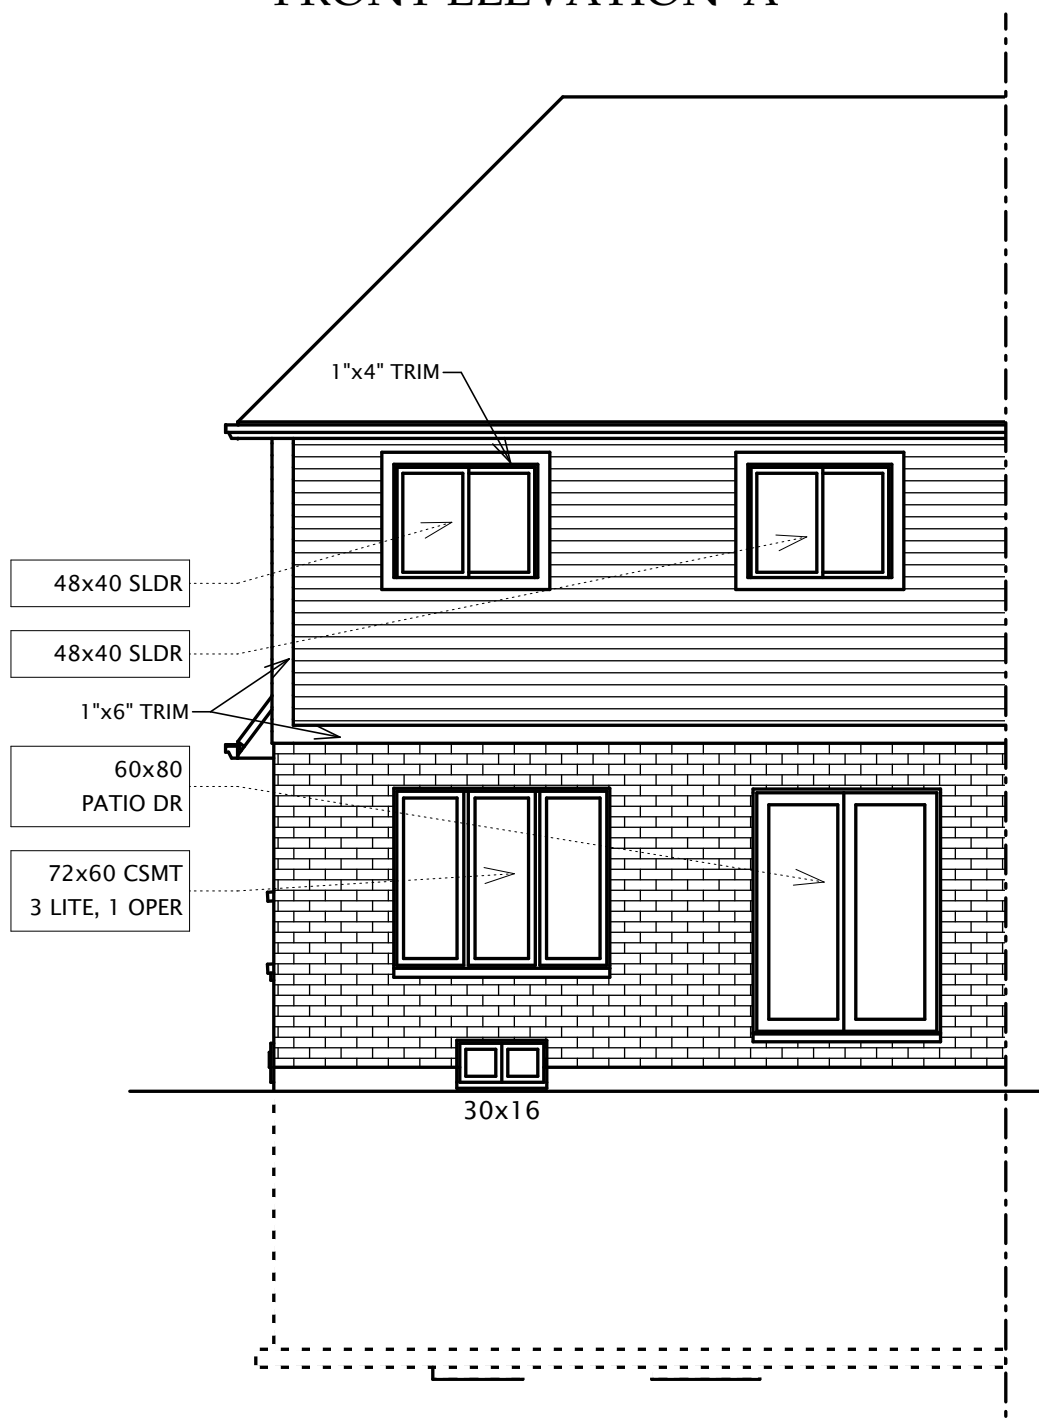 FRONT ELEVATION 'A'
1"x4" TRIM
48x40 SLDR
48x40 SLDR
1"x6" TRIM
60x80
PATIO DR
72x60 CSMT
3 LITE, 1 OPER
30x16